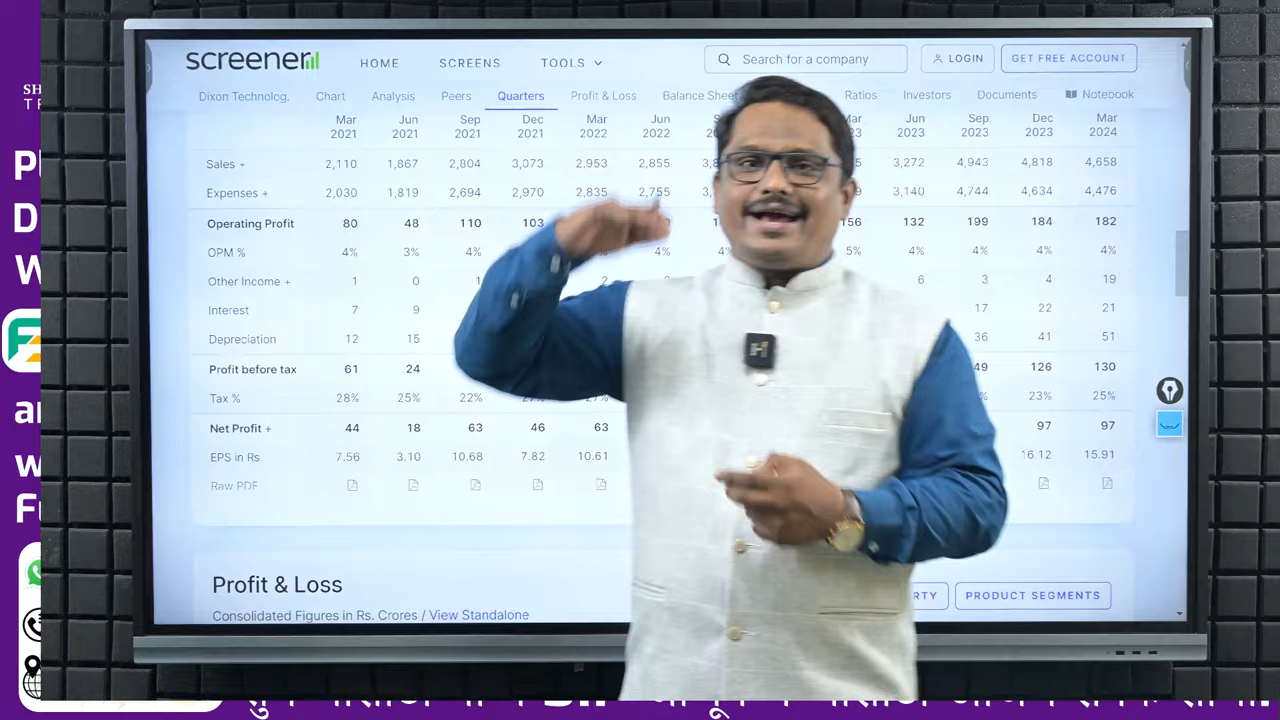 screener HOME SCREENS TOOLS Search for a company LOGIN GET FREE ACCOUNT
Dixon Technolog. Chart Analysis Peers Quarters Profit & Loss Balance Sheet Ratios Investors Documents Notebook
Mar 2021 Jun 2021 Sep 2021 Dec 2021 Mar 2022 Jun 2022 Jun 2023 Sep 2023 Dec 2023 Mar 2024
Sales + 2,110 1,867 2,804 3,073 2,953 2,855 3,272 4,943 4,818 4,658
Expenses + 2,030 1,819 2,694 2,970 2,835 2,755 3,140 4,744 4,634 4,476
Operating Profit 80 48 110 103 156 132 199 184 182
OPM % 4% 3% 4% 4% 5% 4% 4% 4% 4%
Other Income + 1 0 6 3 4 19
Interest 7 9 17 22 21
Depreciation 12 15 36 41 51
Profit before tax 61 24 126 130
Tax % 28% 25% 22% 27% 27% 23% 25%
Net Profit + 44 18 63 46 63 97 97
EPS in Rs 7.56 3.10 10.68 7.82 10.61 16.12 15.91
Raw PDF
Profit & Loss
PRODUCT SEGMENTS
Consolidated Figures in Rs. Crores / View Standalone